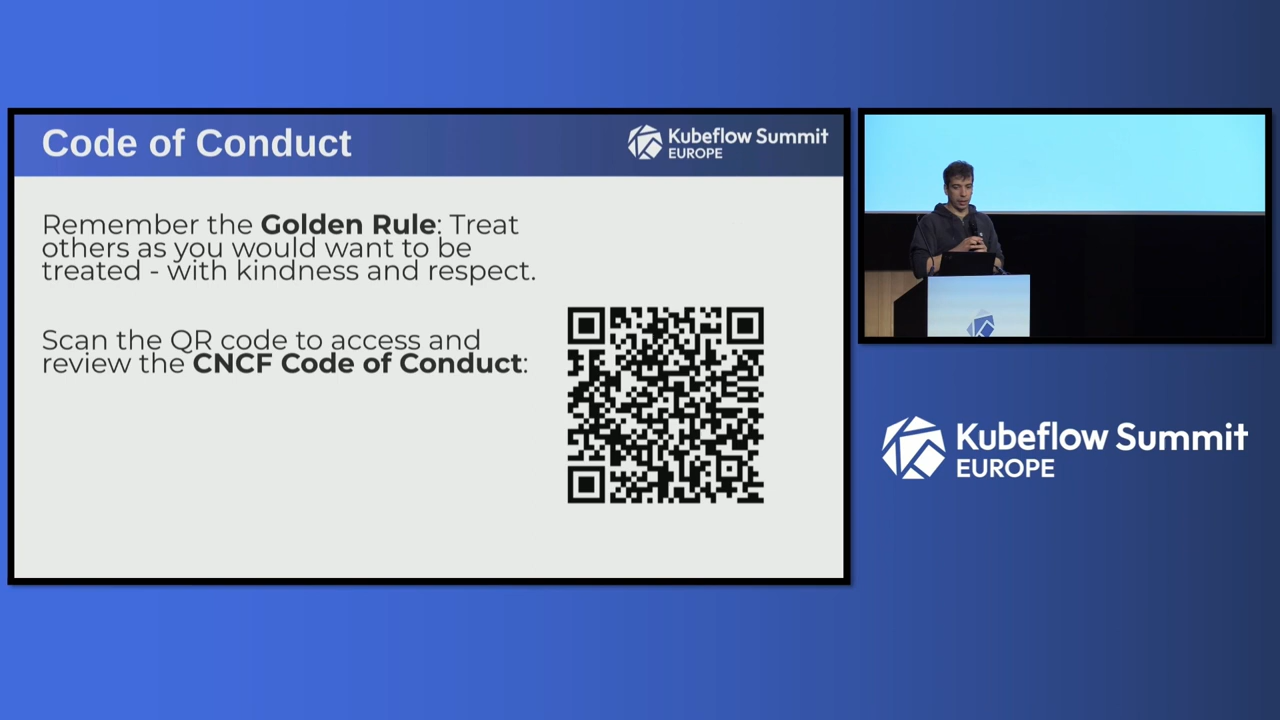 Code of Conduct
Kubeflow Summit
EUROPE
Remember the Golden Rule: Treat
others as you would want to be
treated - with kindness and respect.
Scan the QR code to access and
review the CNCF Code of Conduct:
Kubeflow Summit
EUROPE